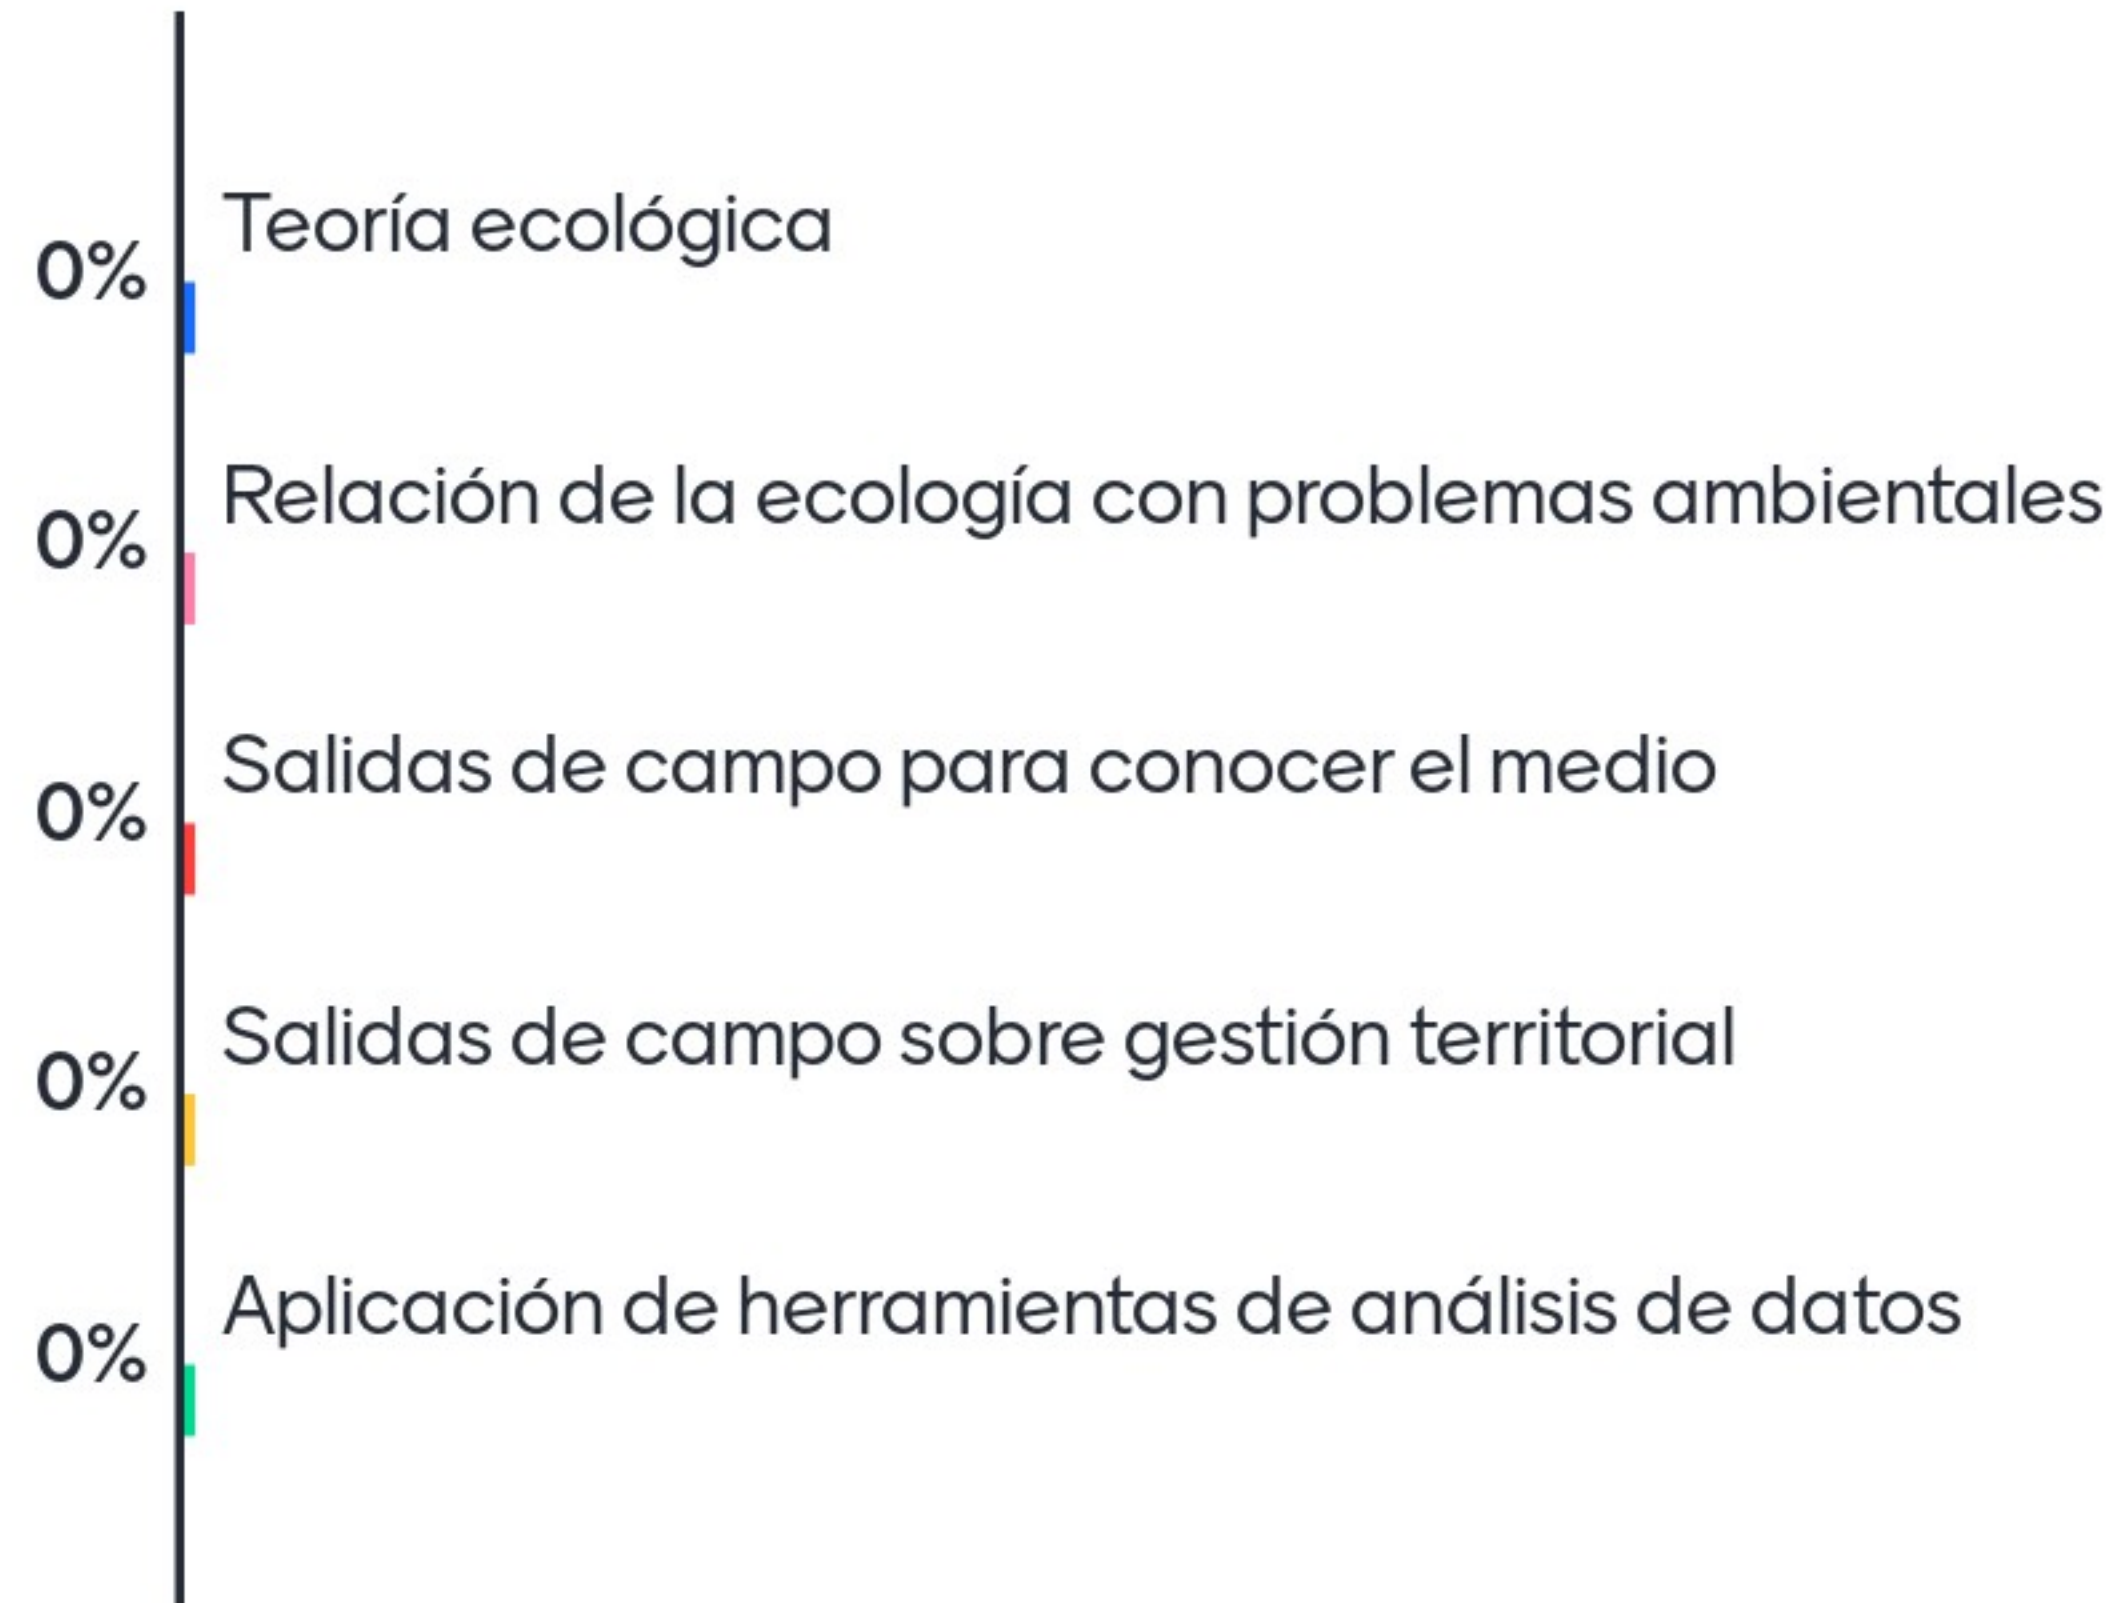 Teoría ecológica
0%
Relación de la ecología con problemas ambientales
0%
Salidas de campo para conocer el medio
0%
Salidas de campo sobre gestión territorial
0%
Aplicación de herramientas de análisis de datos
0%